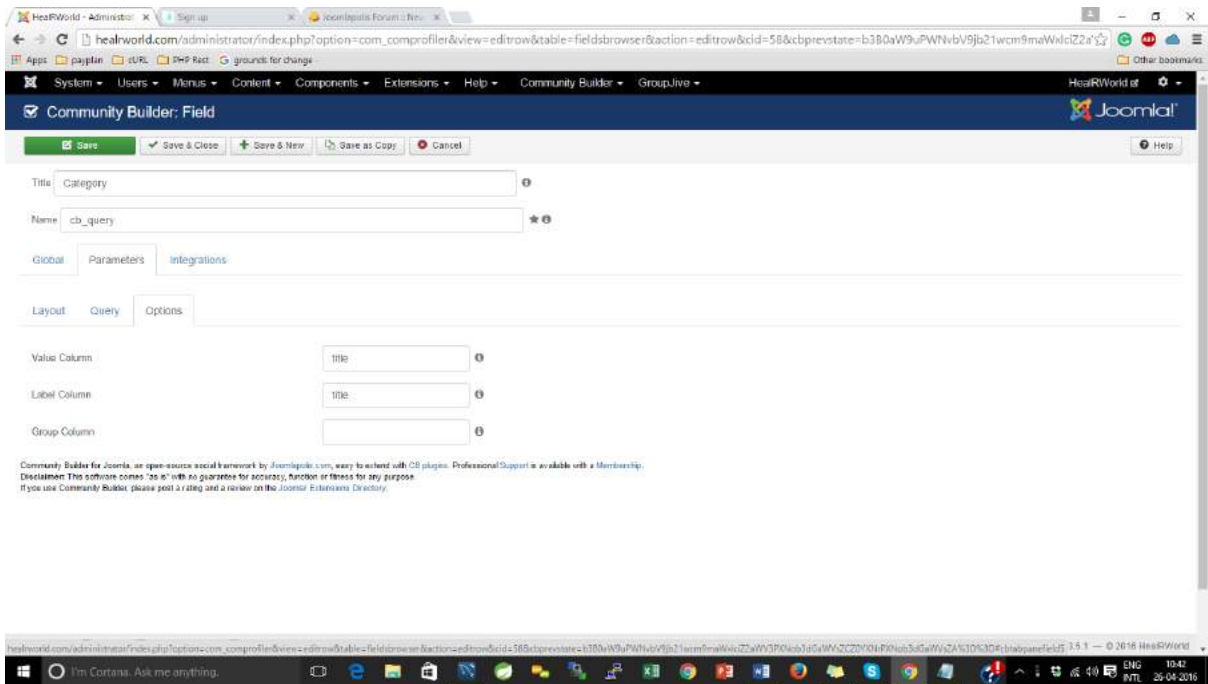 HealRWorld - Administrat
Sign up
Joomlapolis Forum :: New
healrworld.com/administrator/index.php?option=com_comprofiler&view=editrow&table=fieldsbrowser&action=editrow&cid=58&cbprevstate=
Apps payplan cURL PHP Rest G grounds for change Other bookmarks
System Users Menus Content Components Extensions Help Community Builder GroupJive HealRWorld
Community Builder: Field Joomla!
Save Save & Close Save & New Save as Copy Cancel Help
Title Category
Name cb_query
Global Parameters Integrations
Layout Query Options
Value Column title
Label Column title
Group Column
Community Builder for Joomla, an open-source social framework by Joomlapolis.com, easy to extend with CB plugins. Professional Support is available with a Membership.
Disclaimer: This software comes "as is" with no guarantee for accuracy, function or fitness for any purpose.
If you use Community Builder, please post a rating and a review on the Joomla! Extensions Directory.
3.5.1 — © 2016 HealRWorld
I'm Cortana. Ask me anything. ENG 10:42
INTL 26-04-2016